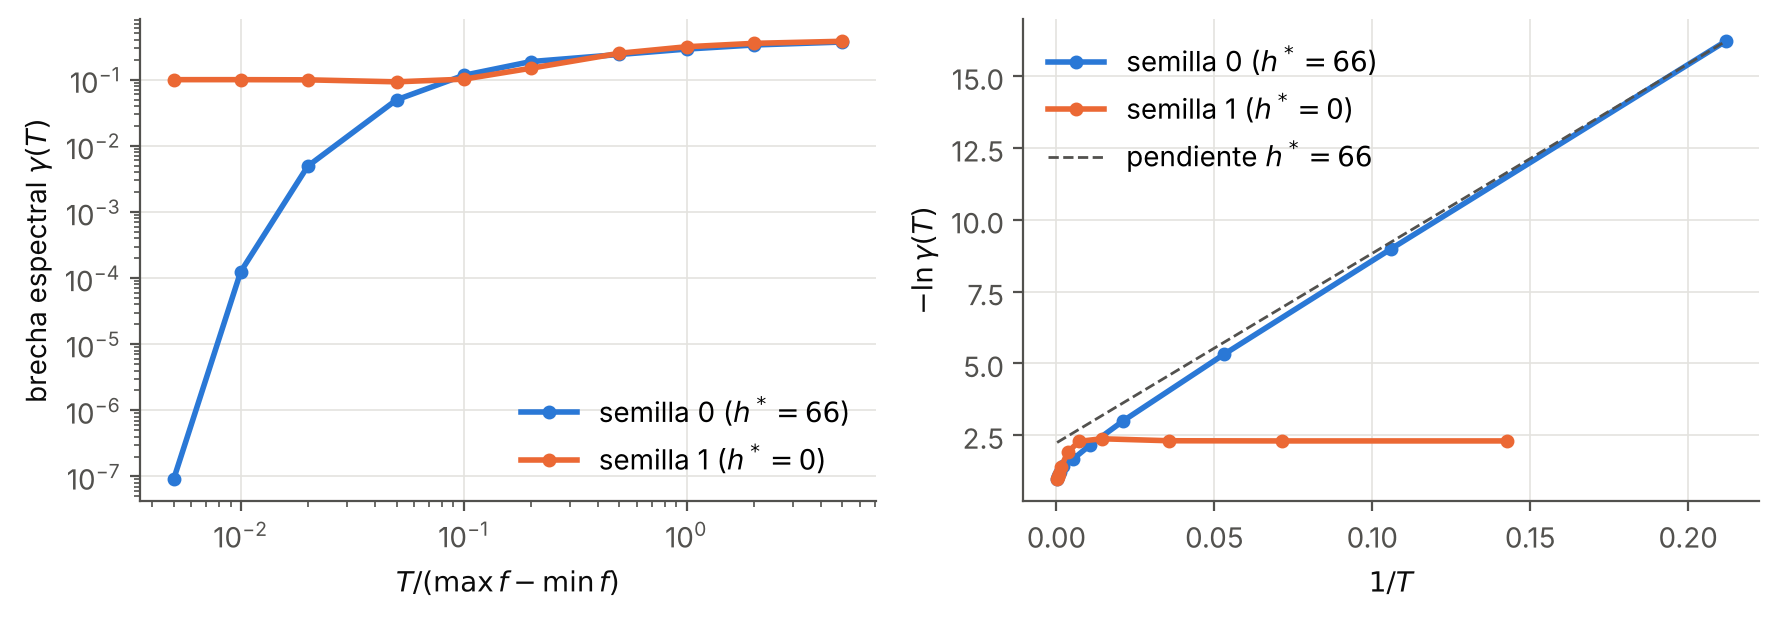 brecha espectral γ(T)
10⁻¹
10⁻²
10⁻³
10⁻⁴
10⁻⁵
10⁻⁶
10⁻⁷
semilla 0 (h* = 66)
semilla 1 (h* = 0)
10⁻² 10⁻¹ 10⁰
T/(max f − min f)
−ln γ(T)
15.0
12.5
10.0
7.5
5.0
2.5
semilla 0 (h* = 66)
semilla 1 (h* = 0)
pendiente h* = 66
0.00 0.05 0.10 0.15 0.20
1/T